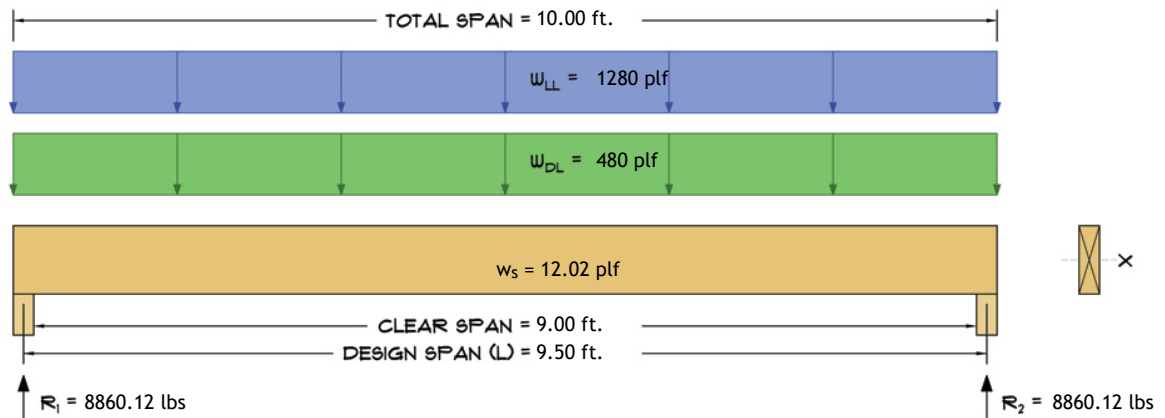 TOTAL SPAN = 10.00 ft.
WLL = 1280 plf
WDL = 480 plf
ws = 12.02 plf
X
CLEAR SPAN = 9.00 ft.
DESIGN SPAN (L) = 9.50 ft.
R1 = 8860.12 lbs
R2 = 8860.12 lbs